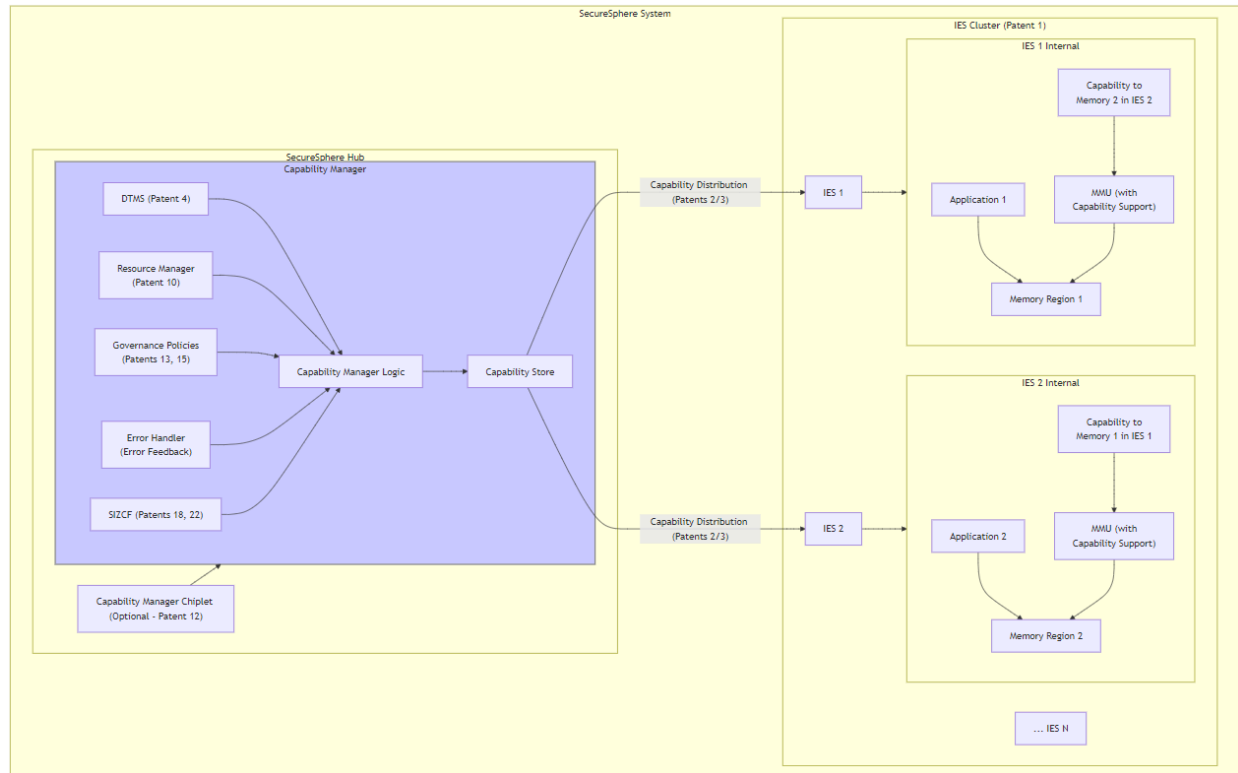 SecureSphere System
SecureSphere Hub
Capability Manager
DTMS (Patent 4)
Resource Manager
(Patent 10)
Governance Policies
(Patents 13, 15)
Error Handler
(Error Feedback)
SIZCF (Patents 18, 22)
Capability Manager Logic
Capability Store
Capability Manager Chiplet
(Optional - Patent 12)
Capability Distribution
(Patents 2/3)
Capability Distribution
(Patents 2/3)
IES Cluster (Patent 1)
IES 1
IES 1 Internal
Capability to
Memory 2 in IES 2
Application 1
MMU (with
Capability Support)
Memory Region 1
IES 2
IES 2 Internal
Capability to
Memory 1 in IES 1
Application 2
MMU (with
Capability Support)
Memory Region 2
... IES N